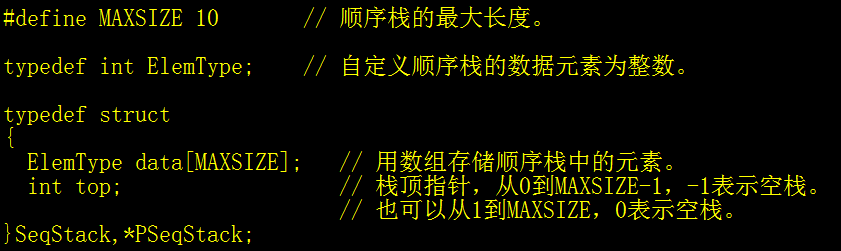 #define MAXSIZE 10 // 顺序栈的最大长度。
typedef int ElemType; // 自定义顺序栈的数据元素为整数。
typedef struct
{
ElemType data[MAXSIZE]; // 用数组存储顺序栈中的元素。
int top; // 栈顶指针，从0到MAXSIZE-1，-1表示空栈。
// 也可以从1到MAXSIZE，0表示空栈。
}SeqStack,*PSeqStack;